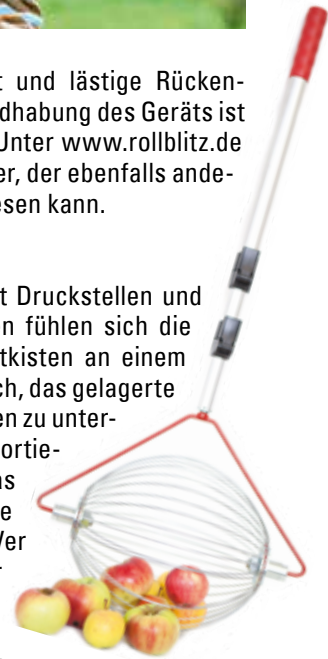 t und lästige Rücken-
dhabung des Geräts ist
Unter www.rollblitz.de
er, der ebenfalls ande-
esen kann.
t Druckstellen und
n fühlen sich die
tkisten an einem
ch, das gelagerte
en zu unter-
ortie-
as
e
Ver